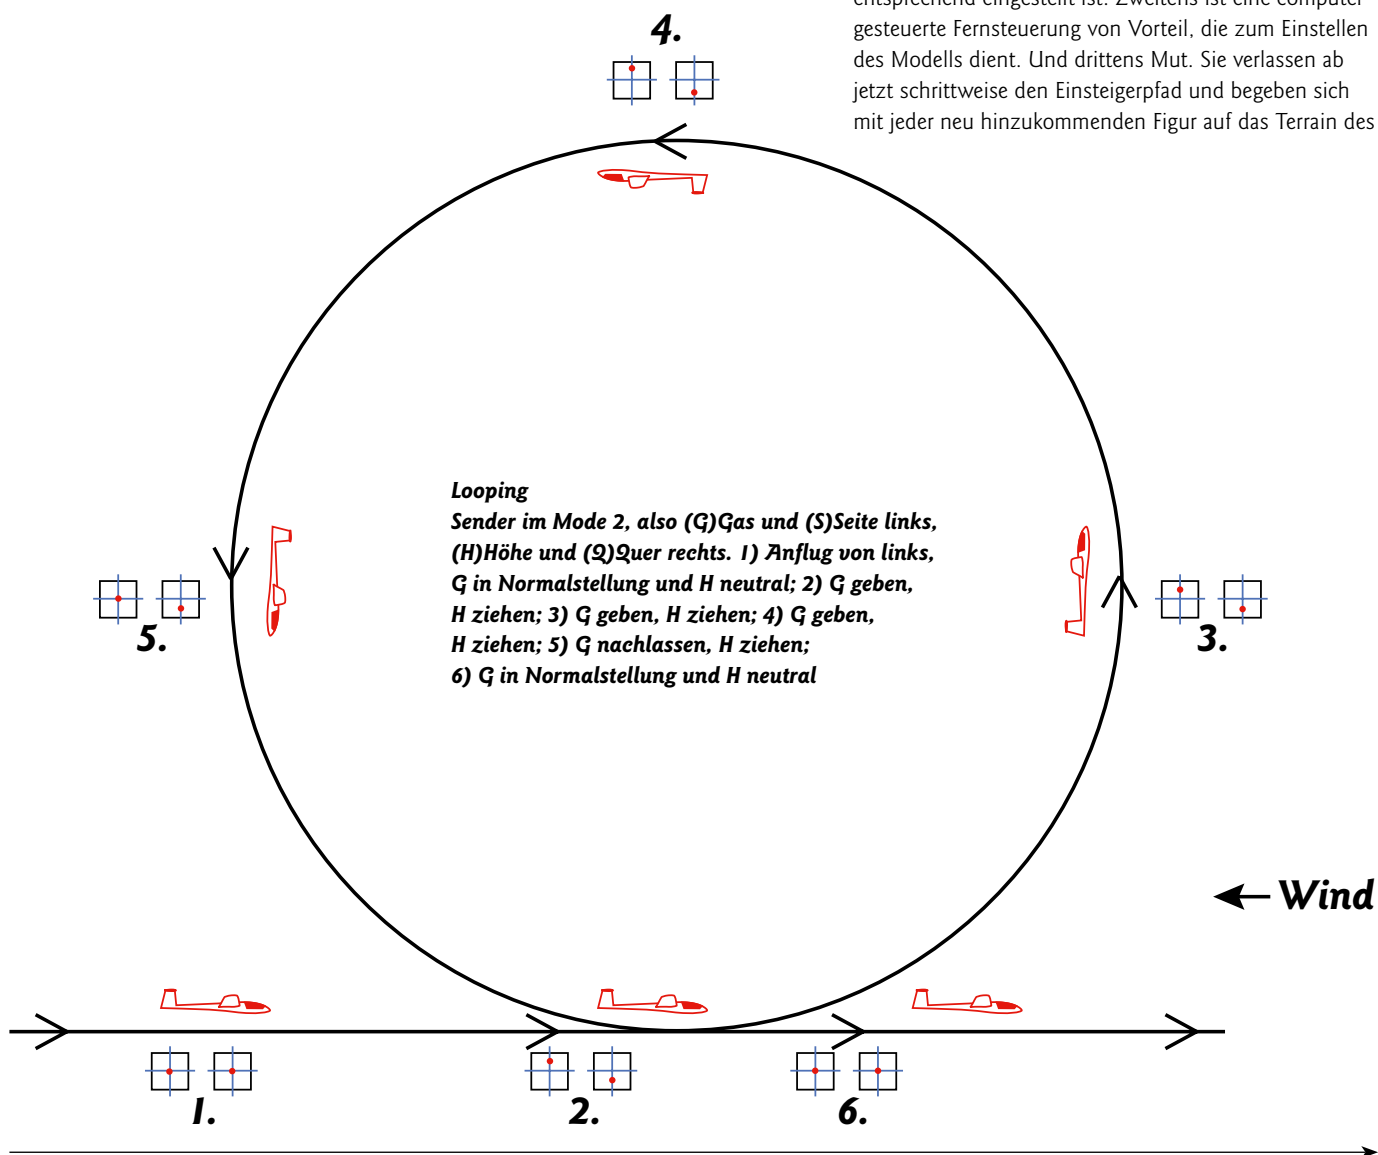 gesteuerte Fernsteuerung von Vorteil, die zum Einstellen
des Modells dient. Und drittens Mut. Sie verlassen ab
jetzt schrittweise den Einsteigerpfad und begeben sich
mit jeder neu hinzukommenden Figur auf das Terrain des
4.
Looping
Sender im Mode 2, also (G)Gas und (S)Seite links,
(H)Höhe und (Q)Quer rechts. 1) Anflug von links,
G in Normalstellung und H neutral; 2) G geben,
H ziehen; 3) G geben, H ziehen; 4) G geben,
H ziehen; 5) G nachlassen, H ziehen;
6) G in Normalstellung und H neutral
5.
3.
Wind
1.
2.
6.